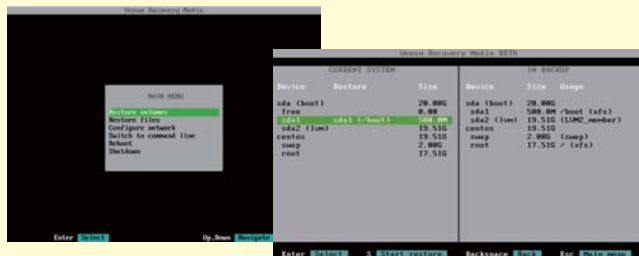 Veeam Recovery Media
MAIN MENU
Restore volumes
Restore files
Configure network
Switch to command line
Reboot
Shutdown
Enter Select Up,Down Navigate
Veeam Recovery Media BETA
CURRENT SYSTEM IN BACKUP
Device Restore Size Device Size Usage
sda (boot) 20.00G sda (boot) 20.00G
free 0.00 sda1 500.0M /boot (xfs)
sda1 sda1 (/boot) 500.0M sda2 (lvm) 19.51G (LVM2_member)
sda2 (lvm) 19.51G centos 19.51G
centos 19.51G swap 2.00G (swap)
swap 2.00G root 17.51G / (xfs)
root 17.51G
Enter Select S Start restore Backspace Back Esc Main menu